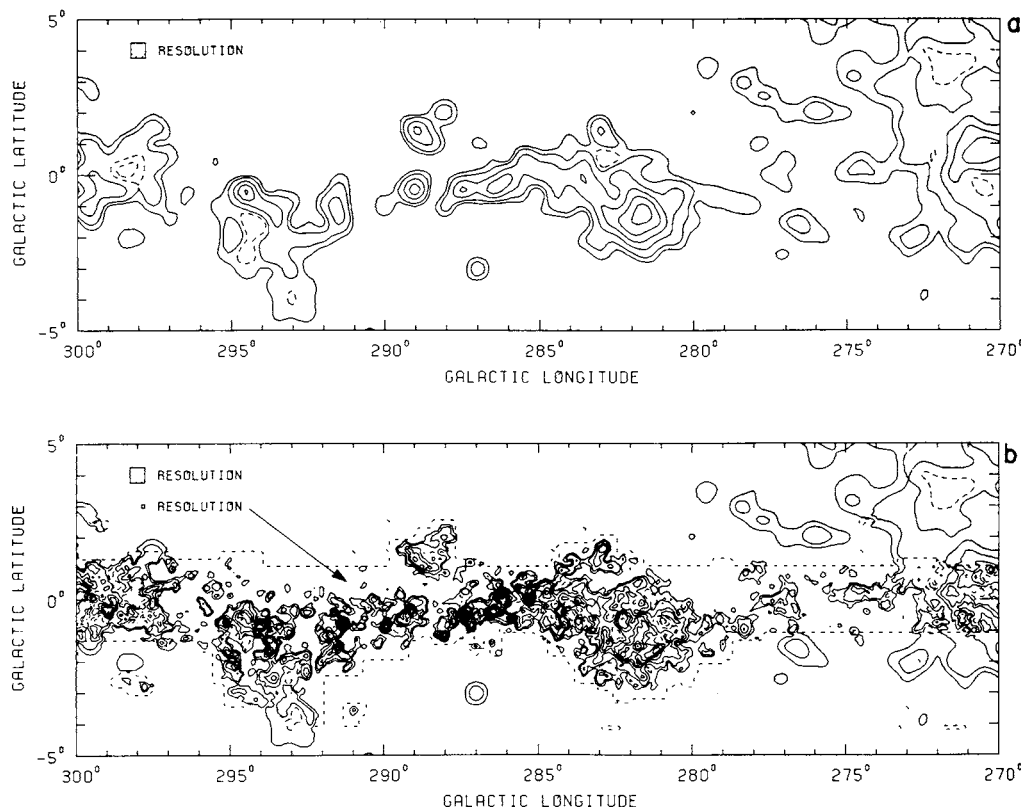 a
5°
RESOLUTION
GALACTIC LATITUDE
0°
-5°
300° 295° 290° 285° 280° 275° 270°
GALACTIC LONGITUDE
b
5°
RESOLUTION
RESOLUTION
GALACTIC LATITUDE
0°
-5°
300° 295° 290° 285° 280° 275° 270°
GALACTIC LONGITUDE